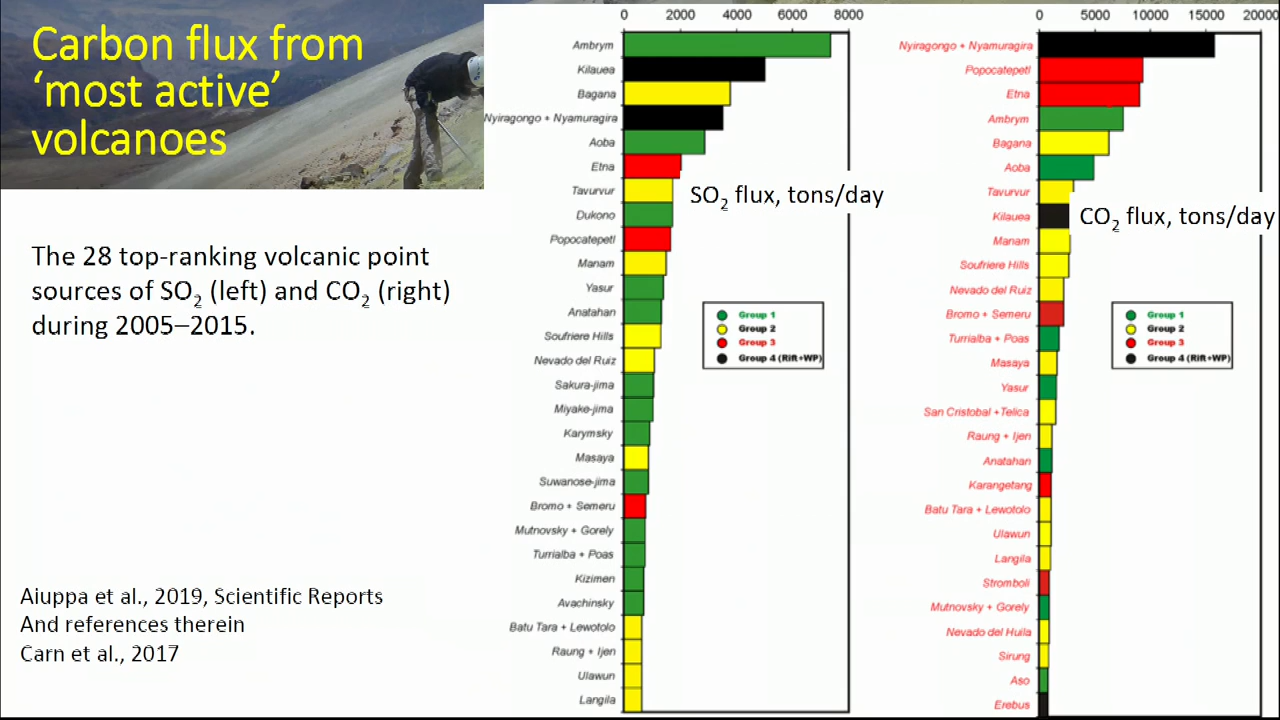 Carbon flux from
‘most active’
volcanoes
The 28 top-ranking volcanic point
sources of SO2 (left) and CO2 (right)
during 2005–2015.
Aiuppa et al., 2019, Scientific Reports
And references therein
Carn et al., 2017
0 2000 4000 6000 8000
Ambrym
Kilauea
Bagana
Nyiragongo + Nyamuragira
Aoba
Etna
Tavurvur
Dukono
Popocatepetl
Manam
Yasur
Anatahan
Soufriere Hills
Nevado del Ruiz
Sakura-jima
Miyake-jima
Karymsky
Masaya
Suwanose-jima
Bromo + Semeru
Mutnovsky + Gorely
Turrialba + Poas
Kizimen
Avachinsky
Batu Tara + Lewotolo
Raung + Ijen
Ulawun
Langila
SO2 flux, tons/day
Group 1
Group 2
Group 3
Group 4 (Rift+WP)
0 5000 10000 15000 20000
Nyiragongo + Nyamuragira
Popocatepetl
Etna
Ambrym
Bagana
Aoba
Tavurvur
Kilauea
Manam
Soufriere Hills
Nevado del Ruiz
Bromo + Semeru
Turrialba + Poas
Masaya
Yasur
San Cristobal +Telica
Raung + Ijen
Anatahan
Karangetang
Batu Tara + Lewotolo
Ulawun
Langila
Stromboli
Mutnovsky + Gorely
Nevado del Huila
Sirung
Aso
Erebus
CO2 flux, tons/day
Group 1
Group 2
Group 3
Group 4 (Rift+WP)